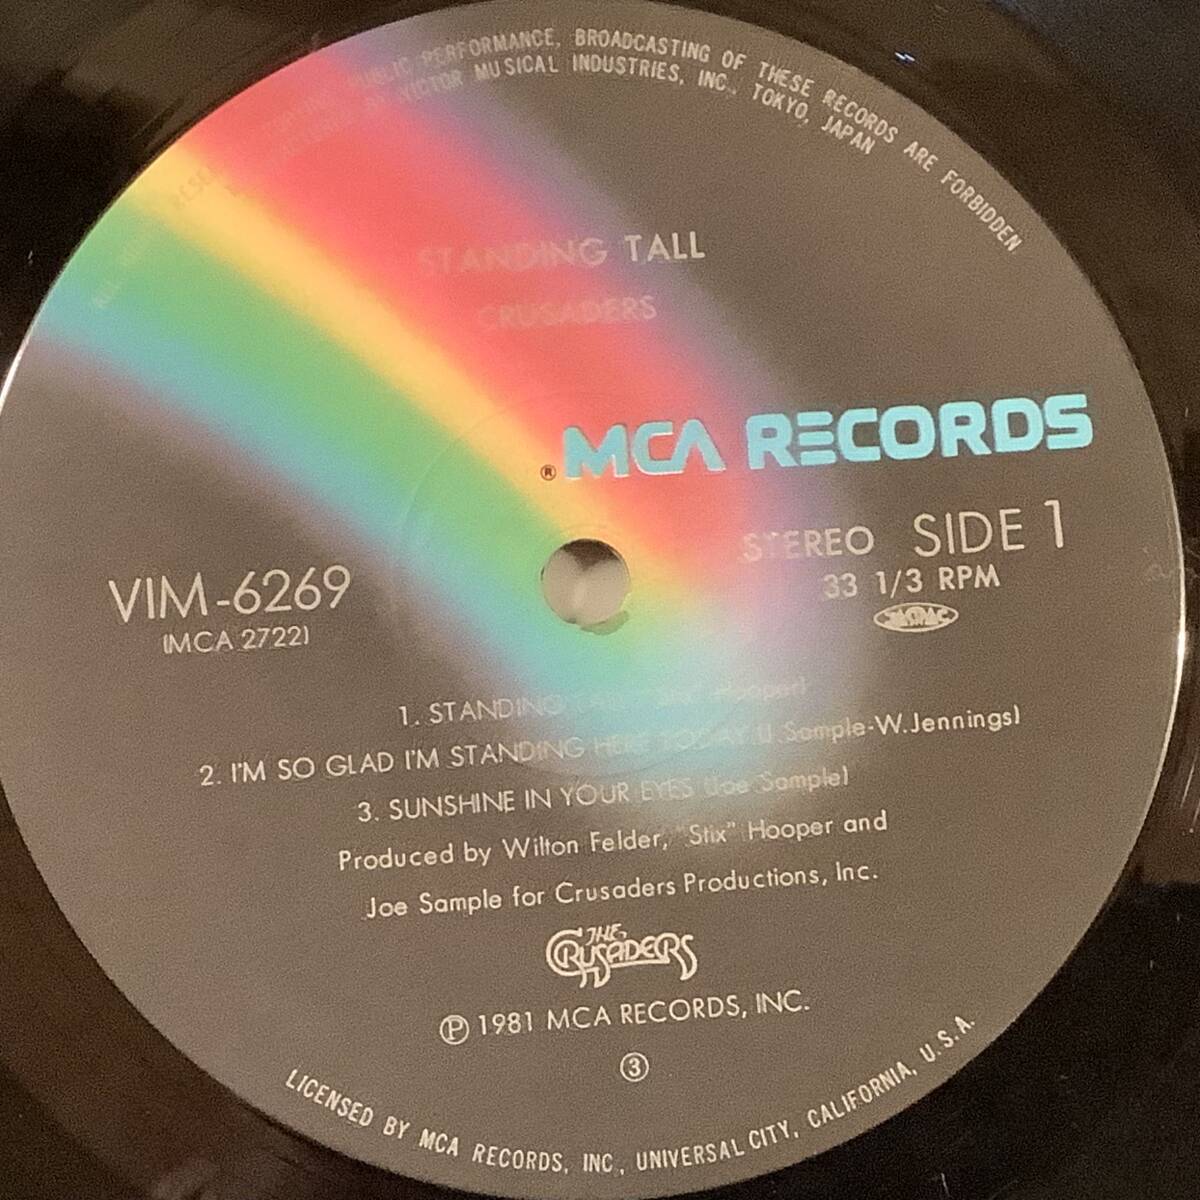 PUBLIC PERFORMANCE, BROADCASTING OF THESE RECORDS ARE FORBIDDEN.
VICTOR MUSICAL INDUSTRIES, INC., TOKYO, JAPAN
STANDING TALL
CRUSADERS
® MCA RECORDS
STEREO SIDE 1
33 1/3 RPM
VIM-6269
(MCA 2722)
1. STANDING Hooper)
2. I'M SO GLAD I'M STANDING HERE TODAY (J. Sample-W.Jennings)
3. SUNSHINE IN YOUR EYES (Joe Sample)
Produced by Wilton Felder, "Stix" Hooper and
Joe Sample for Crusaders Productions, Inc.
THE CRUSADERS
Ⓟ 1981 MCA RECORDS, INC.
③
LICENSED BY MCA RECORDS, INC., UNIVERSAL CITY, CALIFORNIA, U.S.A.